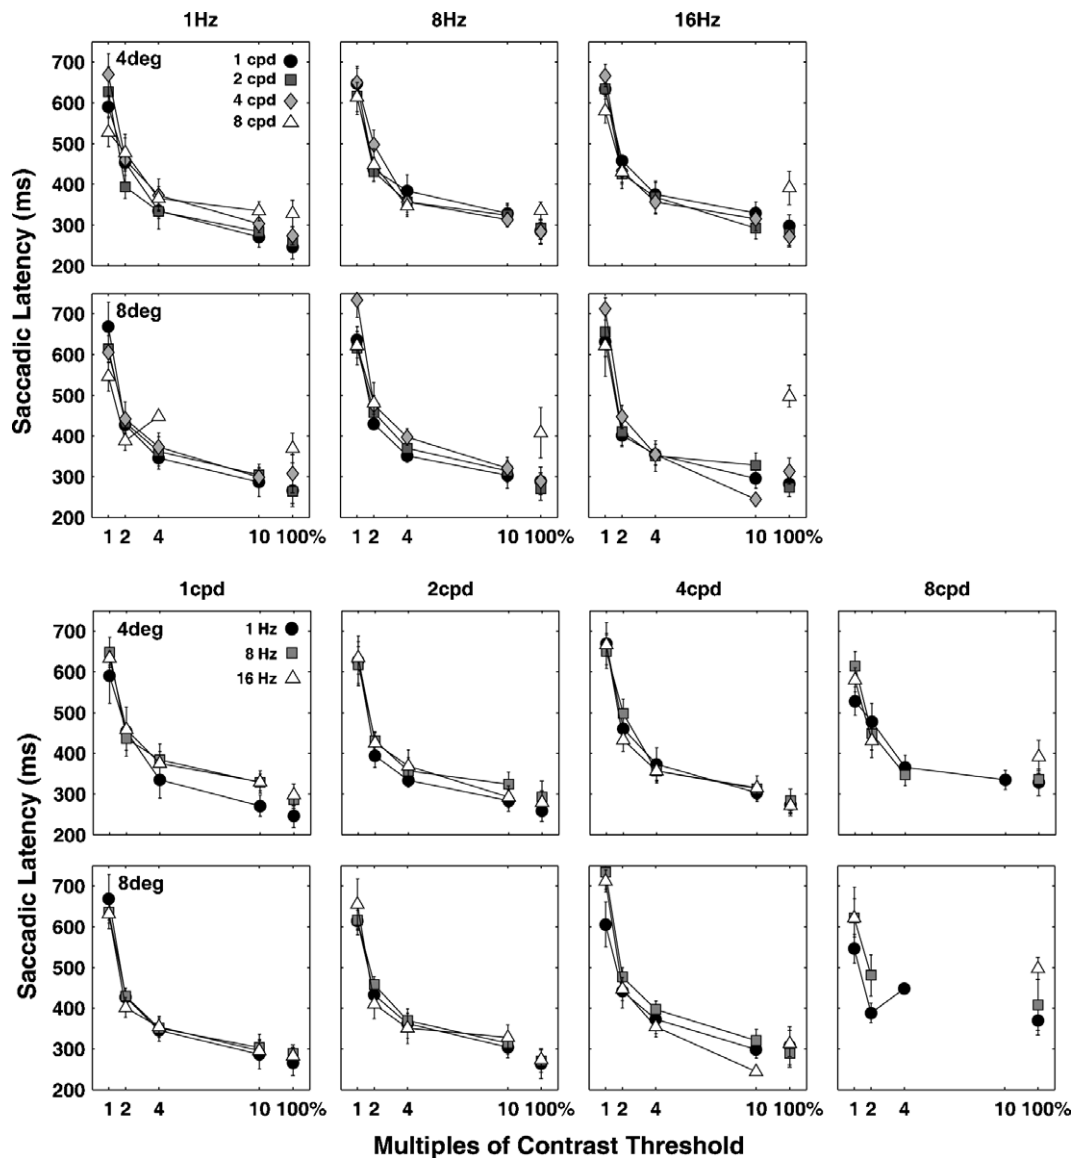 1Hz 8Hz 16Hz
Saccadic Latency (ms)
700 4deg 1 cpd
600 2 cpd
500 4 cpd
400 8 cpd
300
200
700 8deg
600
500
400
300
200
1 2 4 10 100% 1 2 4 10 100% 1 2 4 10 100%
1cpd 2cpd 4cpd 8cpd
Saccadic Latency (ms)
700 4deg 1 Hz
600 8 Hz
500 16 Hz
400
300
200
700 8deg
600
500
400
300
200
1 2 4 10 100% 1 2 4 10 100% 1 2 4 10 100% 1 2 4 10 100%
Multiples of Contrast Threshold